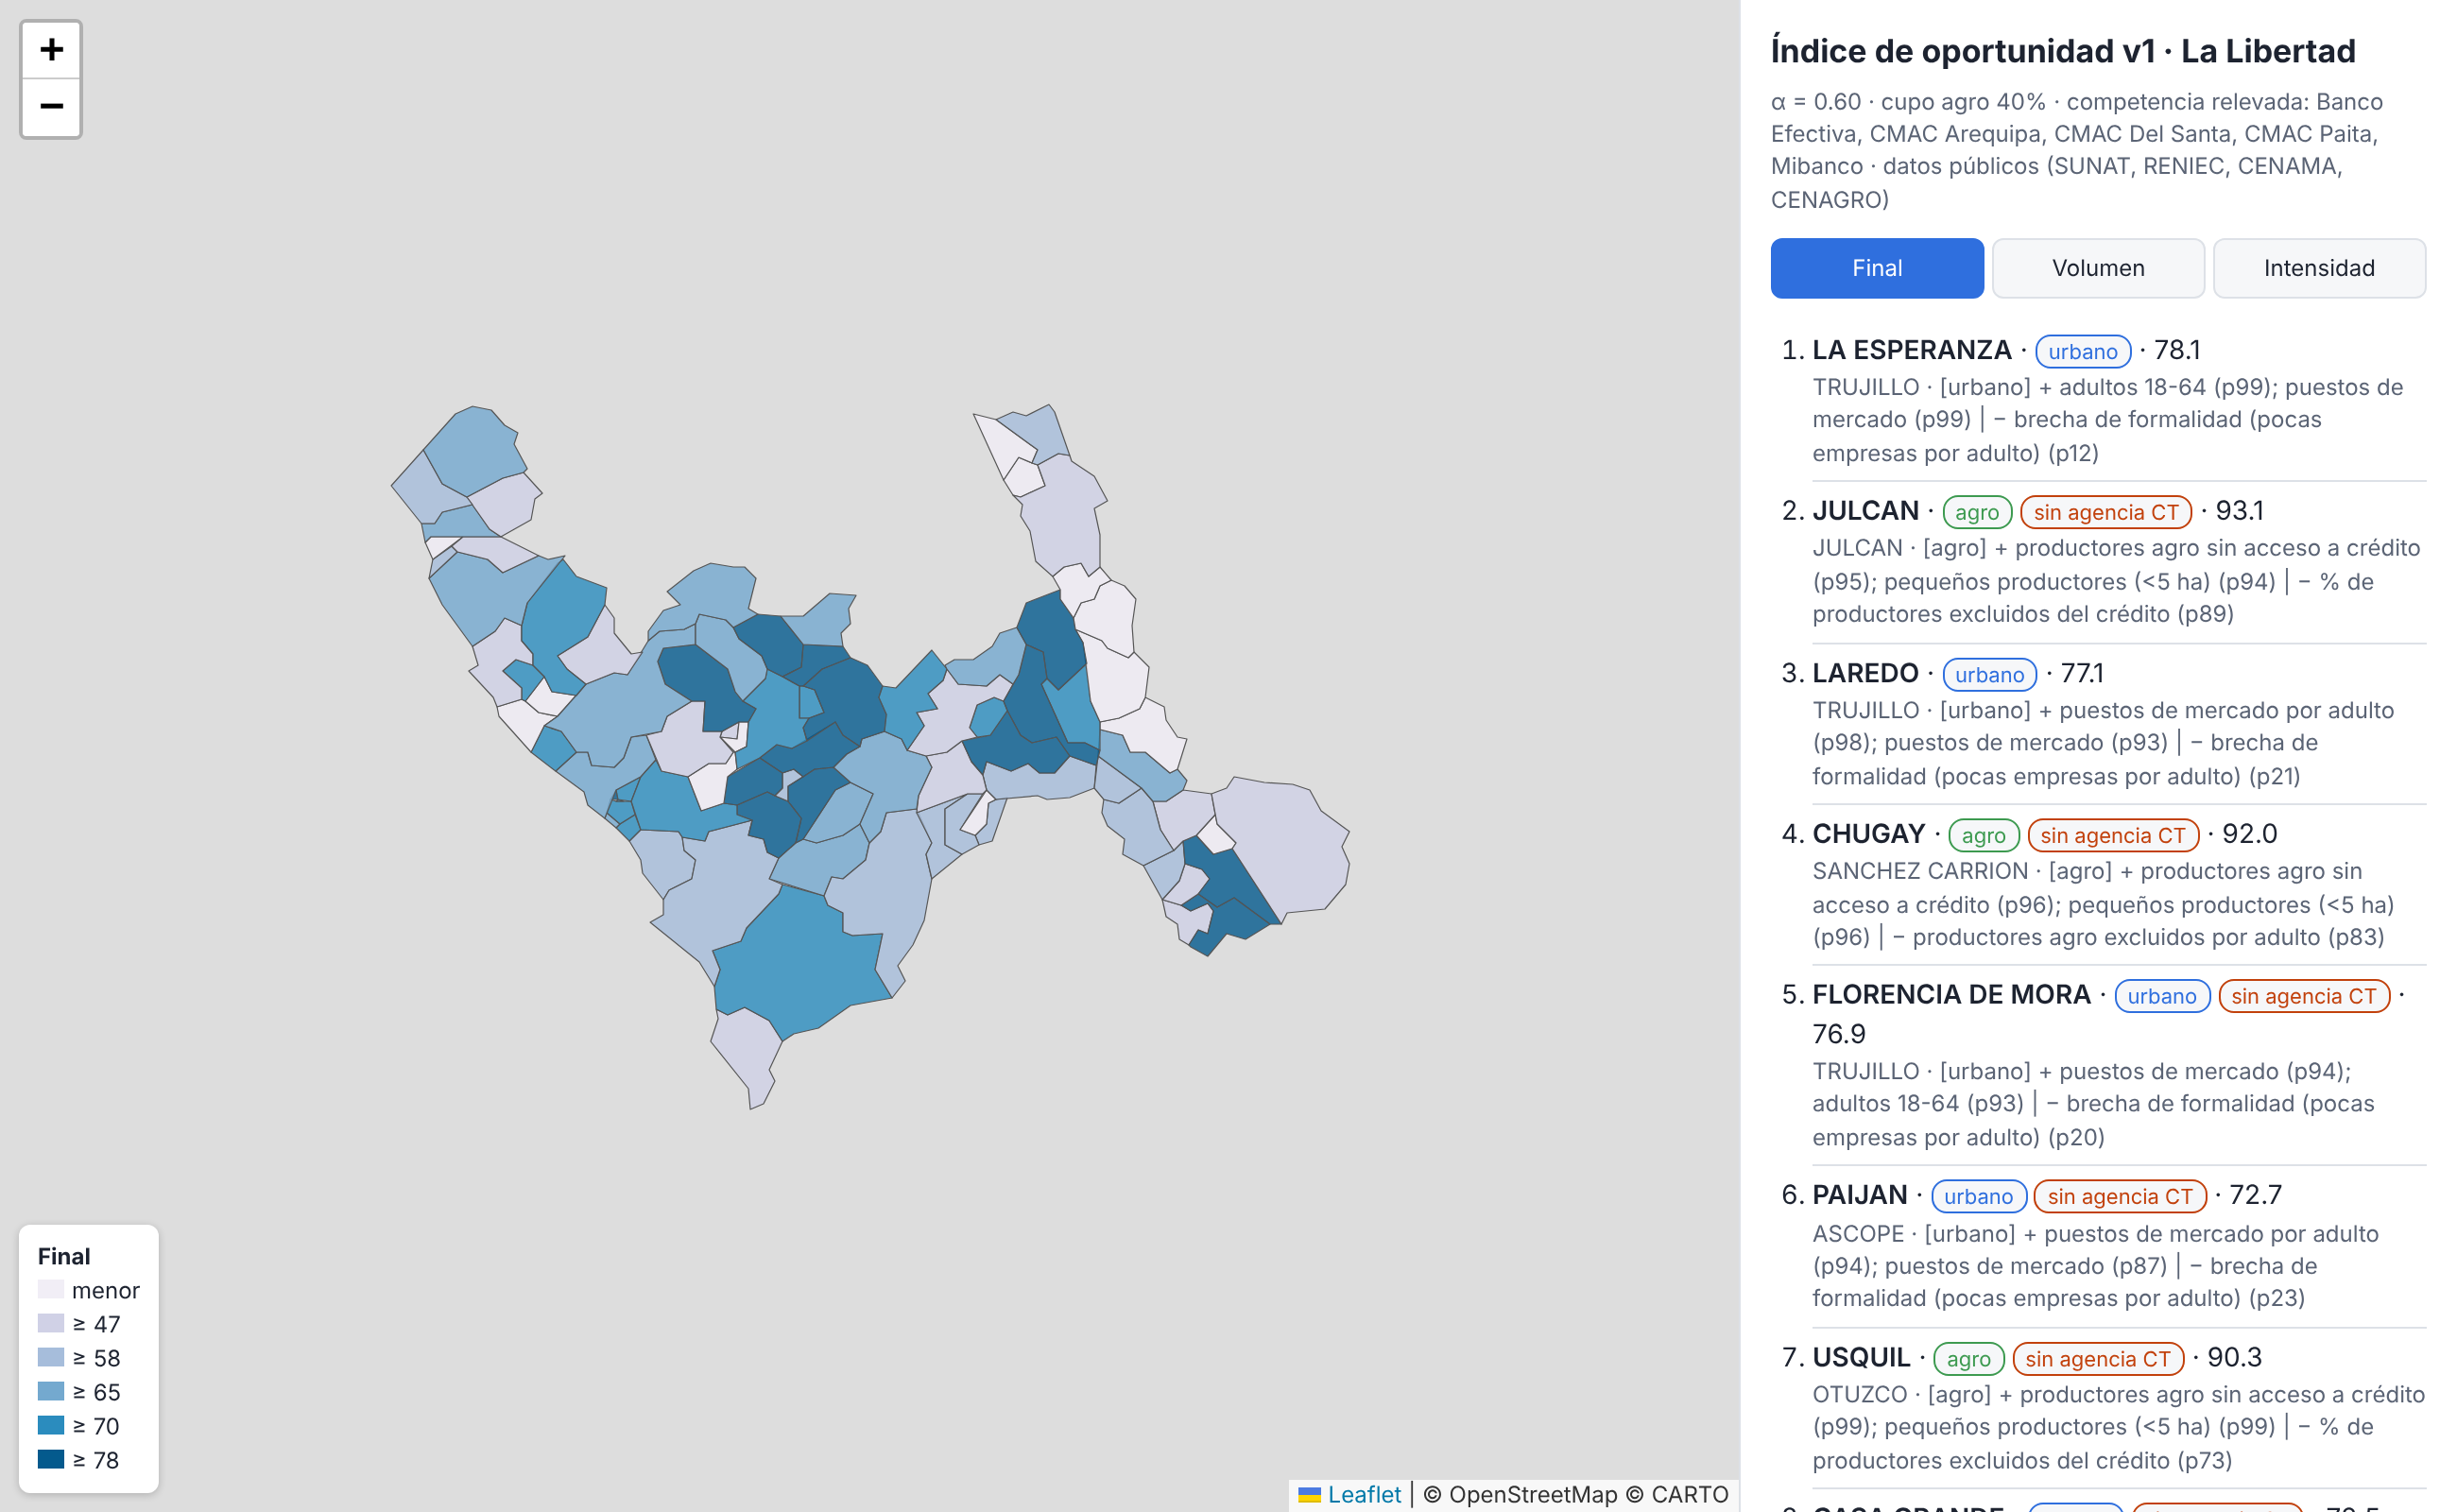 +
−
Final
menor
≥ 47
≥ 58
≥ 65
≥ 70
≥ 78
Leaflet | © OpenStreetMap © CARTO
Índice de oportunidad v1 · La Libertad
α = 0.60 · cupo agro 40% · competencia relevada: Banco
Efectiva, CMAC Arequipa, CMAC Del Santa, CMAC Paita,
Mibanco · datos públicos (SUNAT, RENIEC, CENAMA,
CENAGRO)
Final Volumen Intensidad
1. LA ESPERANZA · urbano · 78.1
TRUJILLO · [urbano] + adultos 18-64 (p99); puestos de
mercado (p99) | − brecha de formalidad (pocas
empresas por adulto) (p12)
2. JULCAN · agro sin agencia CT · 93.1
JULCAN · [agro] + productores agro sin acceso a crédito
(p95); pequeños productores (<5 ha) (p94) | − % de
productores excluidos del crédito (p89)
3. LAREDO · urbano · 77.1
TRUJILLO · [urbano] + puestos de mercado por adulto
(p98); puestos de mercado (p93) | − brecha de
formalidad (pocas empresas por adulto) (p21)
4. CHUGAY · agro sin agencia CT · 92.0
SANCHEZ CARRION · [agro] + productores agro sin
acceso a crédito (p96); pequeños productores (<5 ha)
(p96) | − productores agro excluidos por adulto (p83)
5. FLORENCIA DE MORA · urbano sin agencia CT ·
76.9
TRUJILLO · [urbano] + puestos de mercado (p94);
adultos 18-64 (p93) | − brecha de formalidad (pocas
empresas por adulto) (p20)
6. PAIJAN · urbano sin agencia CT · 72.7
ASCOPE · [urbano] + puestos de mercado por adulto
(p94); puestos de mercado (p87) | − brecha de
formalidad (pocas empresas por adulto) (p23)
7. USQUIL · agro sin agencia CT · 90.3
OTUZCO · [agro] + productores agro sin acceso a crédito
(p99); pequeños productores (<5 ha) (p99) | − % de
productores excluidos del crédito (p73)